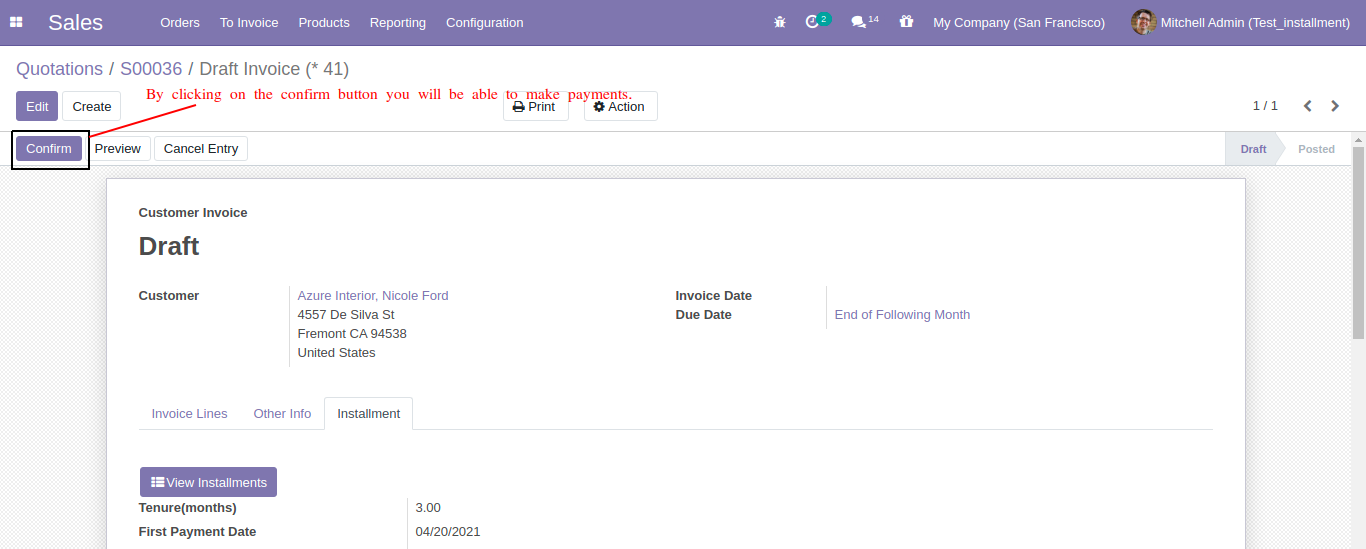 Sales Orders To Invoice Products Reporting Configuration 2 14 My Company (San Francisco) Mitchell Admin (Test_installment)
Quotations / S00036 / Draft Invoice (* 41)
By clicking on the confirm button you will be able to make payments.
Edit Create Print Action 1 / 1
Confirm Preview Cancel Entry Draft Posted
Customer Invoice
Draft
Customer Azure Interior, Nicole Ford Invoice Date
4557 De Silva St Due Date End of Following Month
Fremont CA 94538
United States
Invoice Lines Other Info Installment
View Installments
Tenure(months) 3.00
First Payment Date 04/20/2021